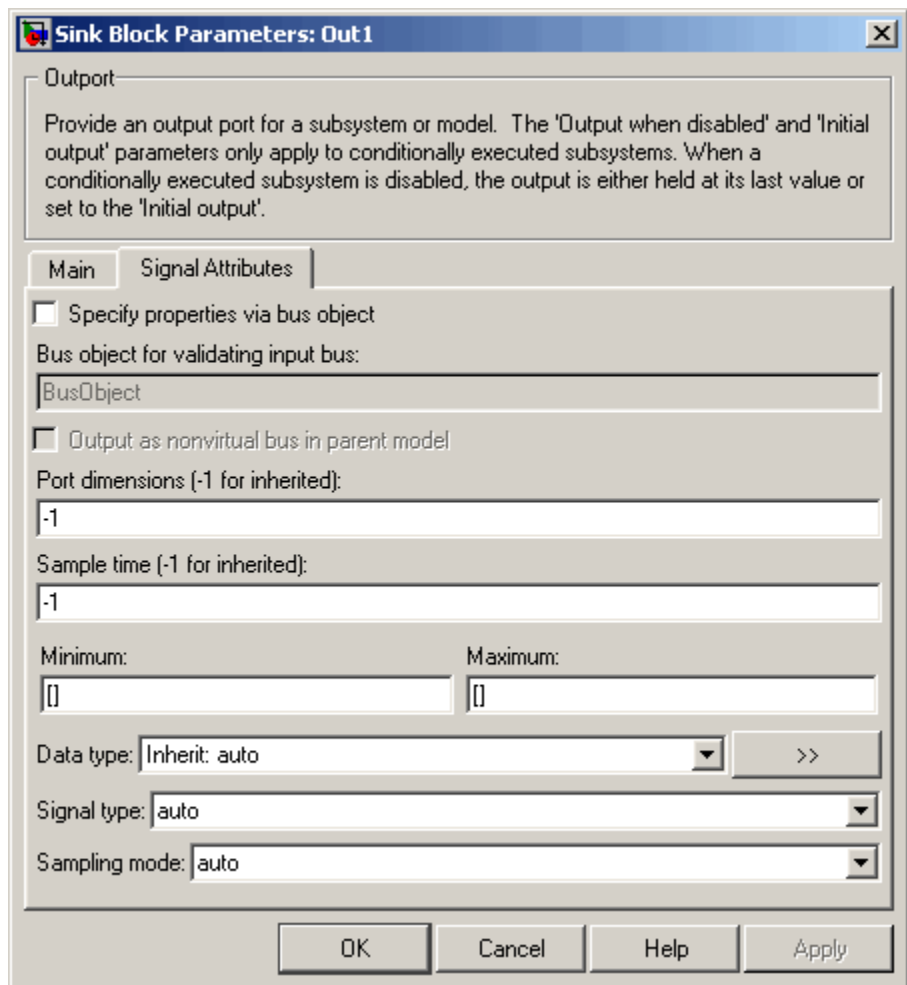 Sink Block Parameters: Out1
Outport
Provide an output port for a subsystem or model. The 'Output when disabled' and 'Initial
output' parameters only apply to conditionally executed subsystems. When a
conditionally executed subsystem is disabled, the output is either held at its last value or
set to the 'Initial output'.
Main Signal Attributes
Specify properties via bus object
Bus object for validating input bus:
BusObject
Output as nonvirtual bus in parent model
Port dimensions (-1 for inherited):
-1
Sample time (-1 for inherited):
-1
Minimum: Maximum:
[] []
Data type: Inherit: auto >>
Signal type: auto
Sampling mode: auto
OK Cancel Help Apply